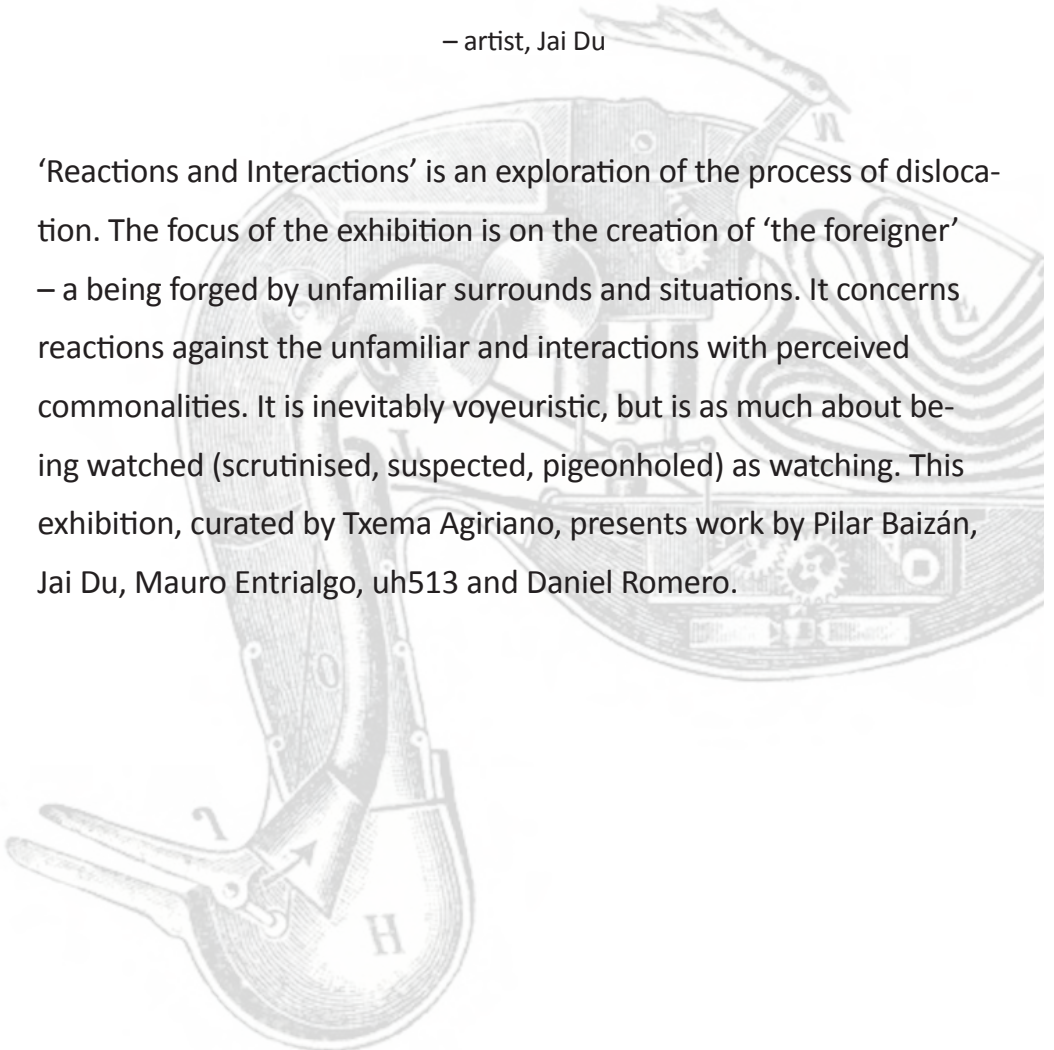 – artist, Jai Du
‘Reactions and Interactions’ is an exploration of the process of disloca-
tion. The focus of the exhibition is on the creation of ‘the foreigner’
– a being forged by unfamiliar surrounds and situations. It concerns
reactions against the unfamiliar and interactions with perceived
commonalities. It is inevitably voyeuristic, but is as much about be-
ing watched (scrutinised, suspected, pigeonholed) as watching. This
exhibition, curated by Txema Agiriano, presents work by Pilar Baizán,
Jai Du, Mauro Entrialgo, uh513 and Daniel Romero.
H